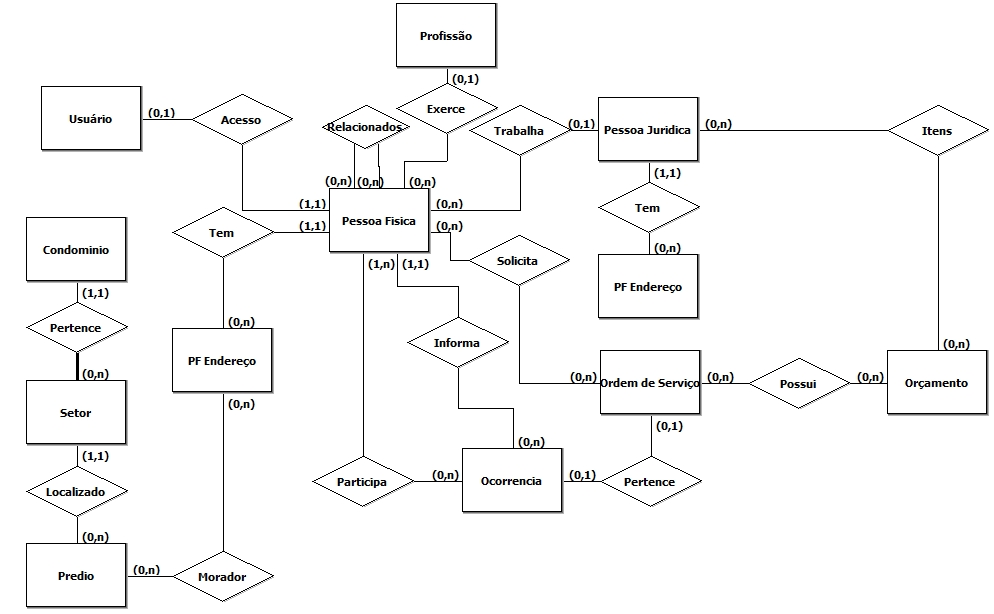 Profissão
(0,1)
Usuário
(0,1)
Acesso
Relacionados
Exerce
Trabalha
(0,1)
Pessoa Juridica
(0,n)
Itens
(1,1)
(0,n)
(0,n)
(0,n)
(1,1)
(0,n)
Tem
(1,1)
Pessoa Fisica
(0,n)
Tem
(0,n)
Condominio
(1,1)
(1,n)
(1,1)
Solicita
PF Endereço
Pertence
(0,n)
Informa
(0,n)
(0,n)
PF Endereço
(0,n)
Ordem de Serviço
(0,n)
Possui
(0,n)
Orçamento
Setor
(0,n)
(0,1)
(1,1)
(0,n)
Localizado
Participa
(0,n)
Ocorrencia
(0,1)
Pertence
(0,n)
Predio
(0,n)
Morador